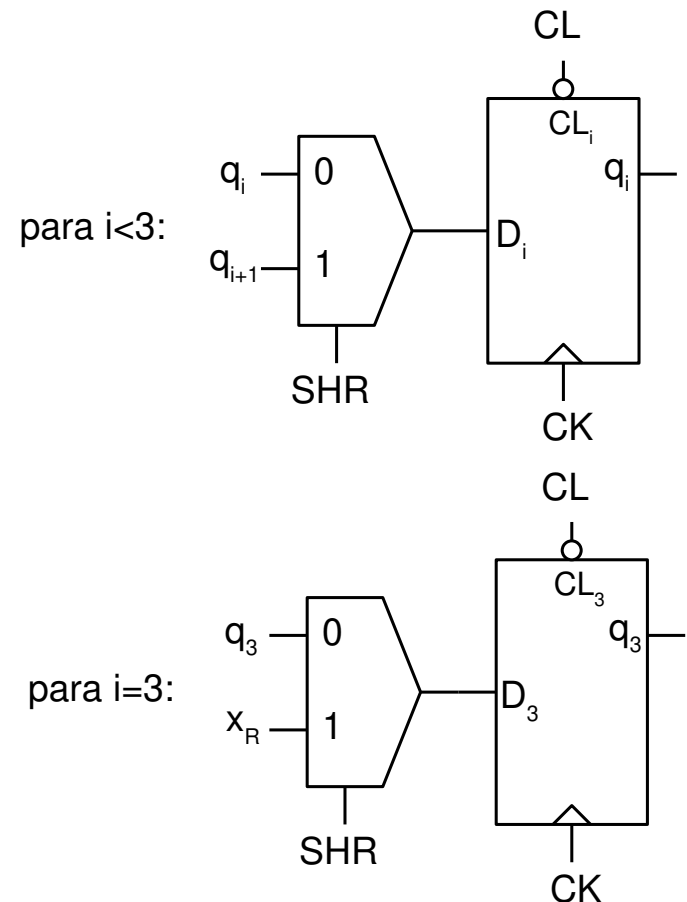 CL
CLᵢ
qᵢ 0 qᵢ
para i<3: Dᵢ
qᵢ₊₁ 1
SHR
CK
CL
CL₃
q₃ 0 q₃
para i=3: D₃
x_R 1
SHR
CK